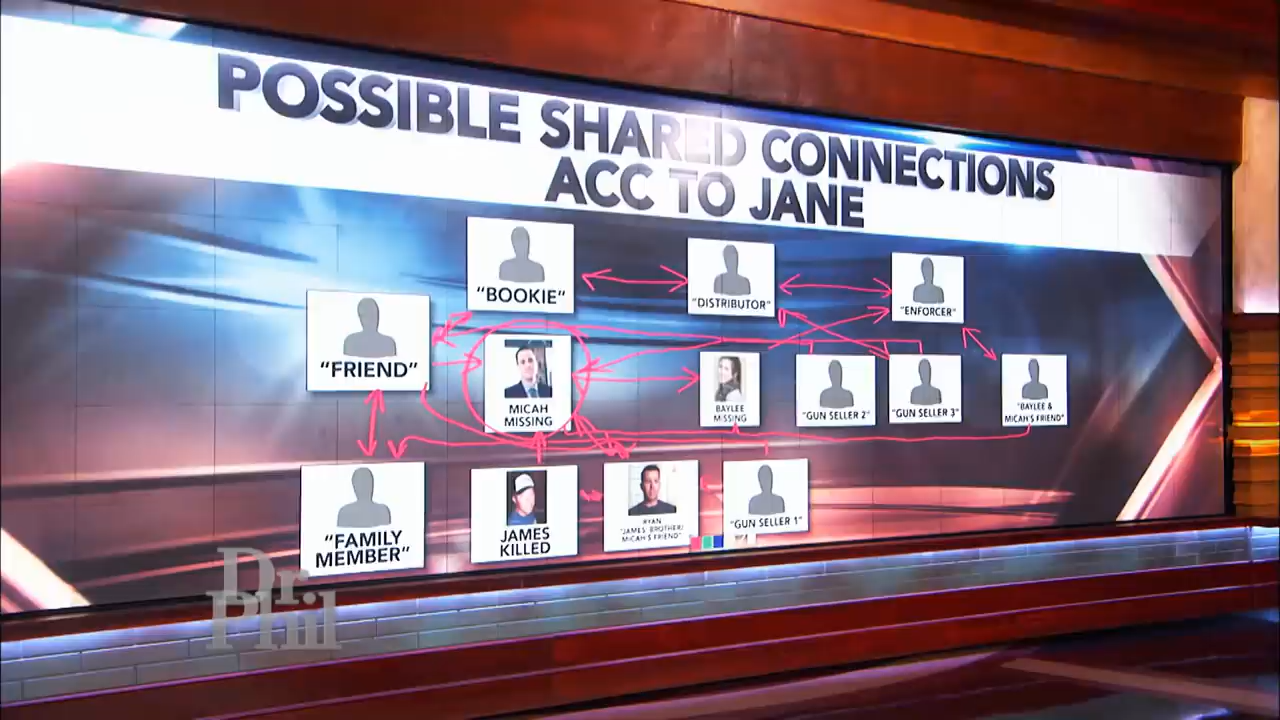 POSSIBLE SHARED CONNECTIONS
ACC TO JANE
"BOOKIE"
"DISTRIBUTOR"
"ENFORCER"
"FRIEND"
MICAH
MISSING
BAYLEE
MISSING
"GUN SELLER 2"
"GUN SELLER 3"
"BAYLEE &
MICAH'S FRIEND"
"FAMILY
MEMBER"
JAMES
KILLED
RYAN
"JAMES' BROTHER/
MICAH'S FRIEND"
"GUN SELLER 1"
Dr.
Phil